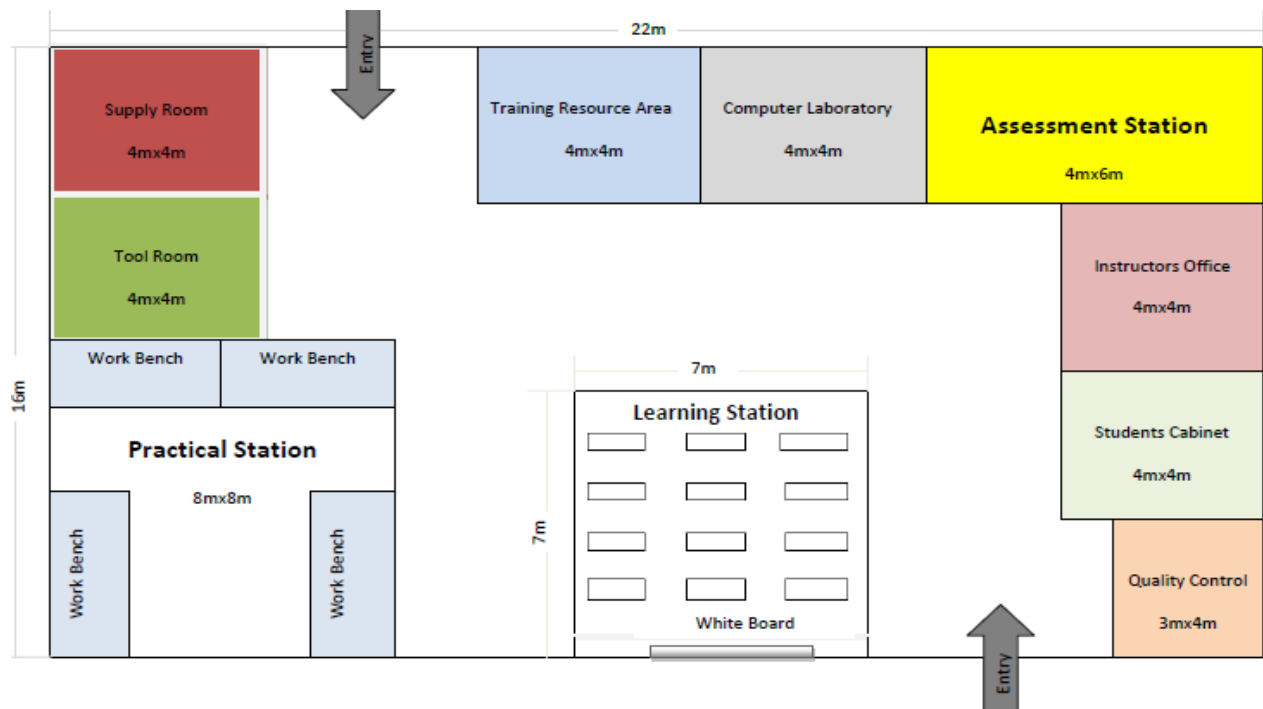 22m
Entry
Supply Room
4mx4m
Training Resource Area
4mx4m
Computer Laboratory
4mx4m
Assessment Station
4mx6m
Tool Room
4mx4m
Instructors Office
4mx4m
Work Bench
Work Bench
16m
7m
Learning Station
Practical Station
8mx8m
Students Cabinet
4mx4m
7m
Work Bench
Work Bench
White Board
Quality Control
3mx4m
Entry